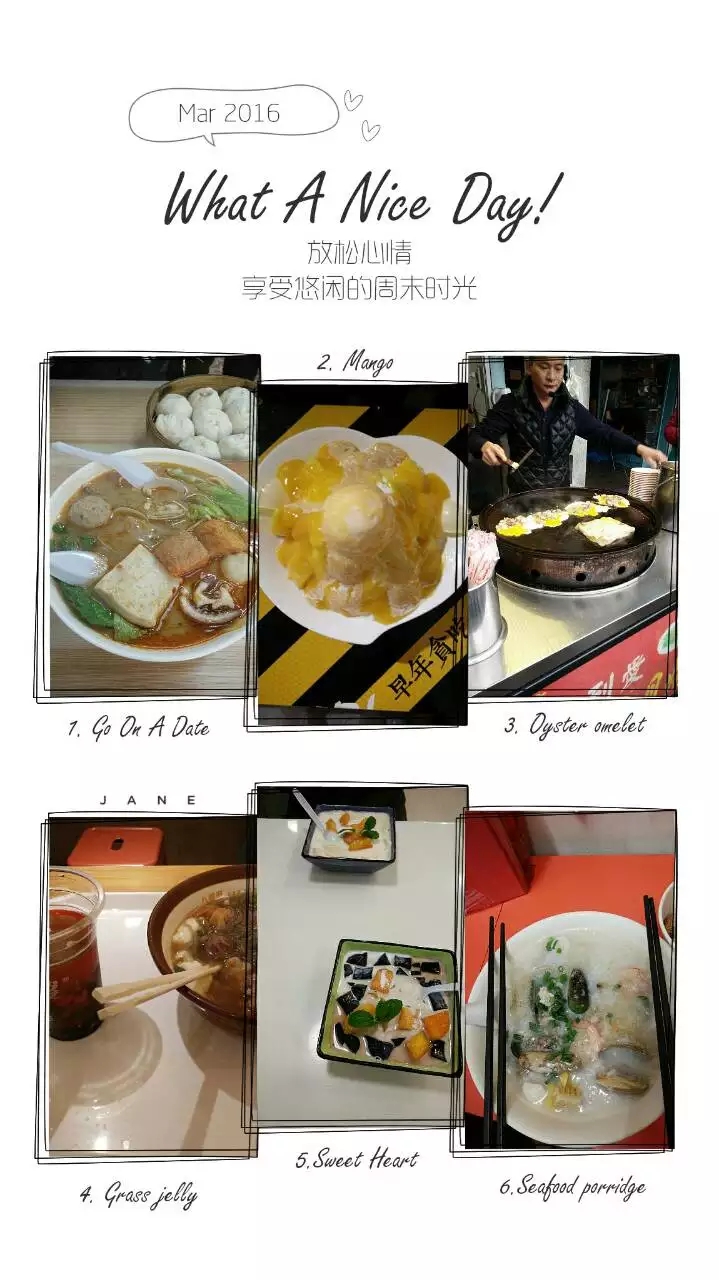 Mar 2016
What A Nice Day!
放松心情
享受悠闲的周末时光
2. Mango
早年貪吃
1. Go On A Date
3. Oyster omelet
JANE
5.Sweet Heart
4. Grass jelly
6.Seafood porridge